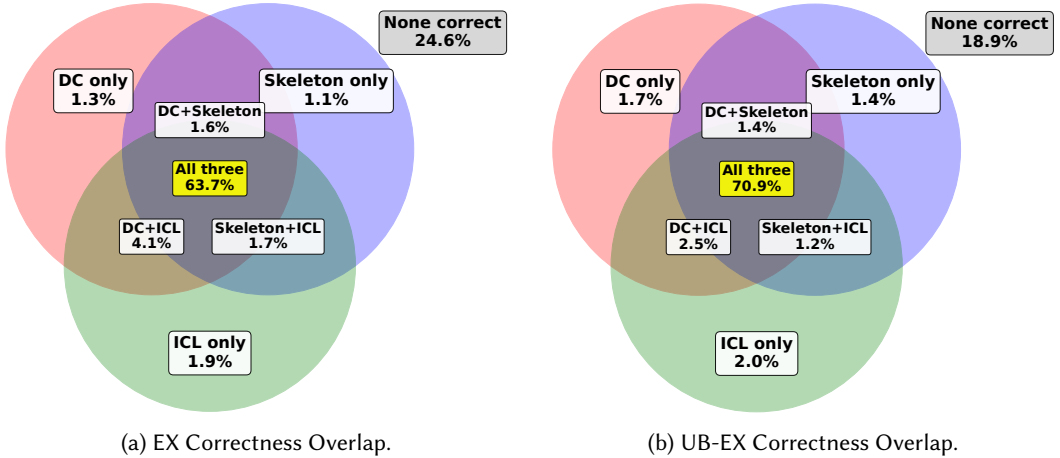 None correct
24.6%
DC only
1.3%
Skeleton only
1.1%
DC+Skeleton
1.6%
All three
63.7%
DC+ICL
4.1%
Skeleton+ICL
1.7%
ICL only
1.9%
(a) EX Correctness Overlap.
None correct
18.9%
DC only
1.7%
Skeleton only
1.4%
DC+Skeleton
1.4%
All three
70.9%
DC+ICL
2.5%
Skeleton+ICL
1.2%
ICL only
2.0%
(b) UB-EX Correctness Overlap.